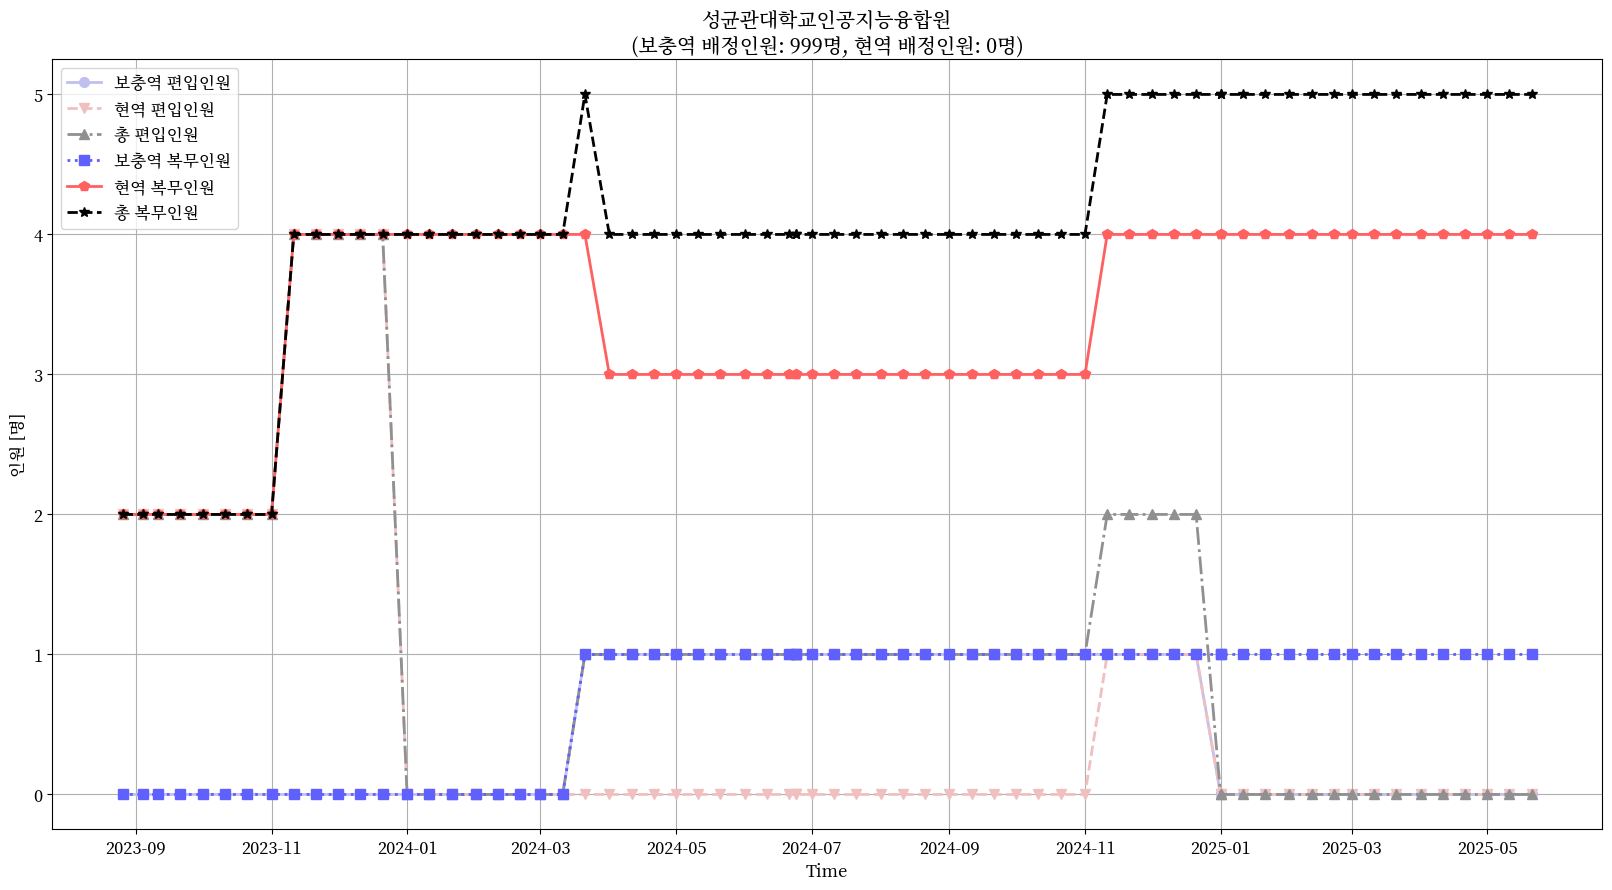 성균관대학교인공지능융합원
(보충역 배정인원: 999명, 현역 배정인원: 0명)
보충역 편입인원
현역 편입인원
총 편입인원
보충역 복무인원
현역 복무인원
총 복무인원
인원 [명]
5
4
3
2
1
0
2023-09 2023-11 2024-01 2024-03 2024-05 2024-07 2024-09 2024-11 2025-01 2025-03 2025-05
Time